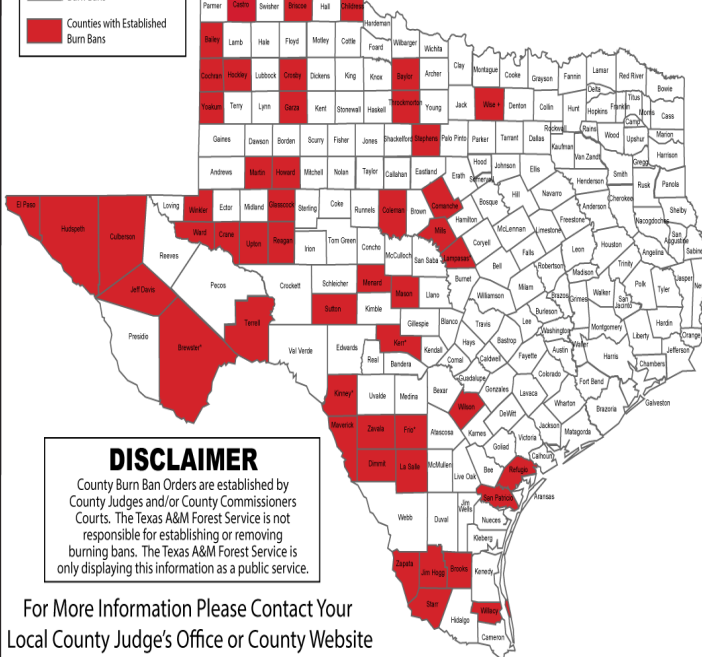 Burn Bans
Counties with Established
Burn Bans
Parmer Castro Swisher Briscoe Hall Childress
Hardeman
Bailey Lamb Hale Floyd Motley Cottle Foard Wilbarger Wichita
Clay Montague Cooke Grayson Fannin Lamar Red River Bowie
Cochran Hockley Lubbock Crosby Dickens King Knox Baylor Archer
Delta Titus Franklin Morris Cass
Yoakum Terry Lynn Garza Kent Stonewall Haskell Throckmorton Young Jack Wise + Denton Collin Hunt Hopkins Camp
Rockwall Rains Wood Upshur Marion
Gaines Dawson Borden Scurry Fisher Jones Shackelford Stephens Palo Pinto Parker Tarrant Dallas Kaufman Van Zandt Gregg Harrison
Andrews Martin Howard Mitchell Nolan Taylor Callahan Eastland Erath Hood Somervell Johnson Ellis Henderson Smith Rusk Panola
El Paso Hudspeth Culberson Loving Winkler Ector Midland Glasscock Sterling Coke Runnels Coleman Brown Comanche Hamilton Bosque Hill Navarro Anderson Cherokee Nacogdoches Shelby
Reeves Ward Crane Upton Reagan Irion Tom Green Concho McCulloch San Saba Mills Lampasas* Coryell McLennan Limestone Freestone* Leon Houston Angelina San Augustine Sabine
Jeff Davis Pecos Crockett Schleicher Menard Mason Llano Burnet Bell Falls Robertson Madison Trinity Polk Tyler Jasper
Presidio Brewster* Terrell Sutton Kimble Gillespie Blanco Williamson Milam Brazos Grimes Walker San Jacinto
Val Verde Edwards Kerr* Kendall Travis Lee Burleson Washington Montgomery Liberty Hardin Orange
Real Bandera Comal Hays Caldwell Bastrop Fayette Austin Waller Harris Chambers Jefferson
Kinney* Uvalde Medina Bexar Guadalupe Gonzales Colorado Fort Bend Galveston
Wilson Lavaca Wharton Brazoria
Maverick Zavala Frio* Atascosa Karnes DeWitt Jackson Matagorda
Goliad Victoria Calhoun
Dimmit La Salle McMullen Live Oak Bee Refugio
San Patricio Aransas
Webb Duval Jim Wells Nueces
Kleberg
Zapata Jim Hogg Brooks Kenedy
Starr Hidalgo Willacy
Cameron
DISCLAIMER
County Burn Ban Orders are established by
County Judges and/or County Commissioners
Courts. The Texas A&M Forest Service is not
responsible for establishing or removing
burning bans. The Texas A&M Forest Service is
only displaying this information as a public service.
For More Information Please Contact Your
Local County Judge's Office or County Website